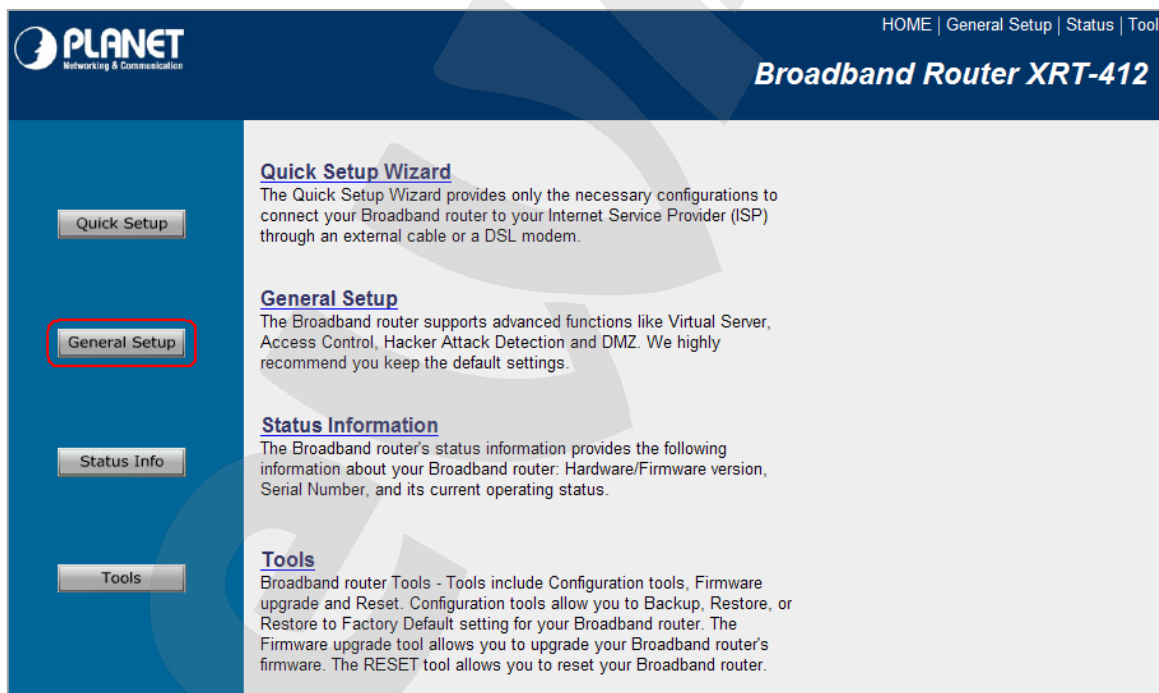 PLANET
Networking & Communication
HOME | General Setup | Status | Tool
Broadband Router XRT-412
Quick Setup
General Setup
Status Info
Tools
Quick Setup Wizard
The Quick Setup Wizard provides only the necessary configurations to
connect your Broadband router to your Internet Service Provider (ISP)
through an external cable or a DSL modem.
General Setup
The Broadband router supports advanced functions like Virtual Server,
Access Control, Hacker Attack Detection and DMZ. We highly
recommend you keep the default settings.
Status Information
The Broadband router's status information provides the following
information about your Broadband router: Hardware/Firmware version,
Serial Number, and its current operating status.
Tools
Broadband router Tools - Tools include Configuration tools, Firmware
upgrade and Reset. Configuration tools allow you to Backup, Restore, or
Restore to Factory Default setting for your Broadband router. The
Firmware upgrade tool allows you to upgrade your Broadband router's
firmware. The RESET tool allows you to reset your Broadband router.